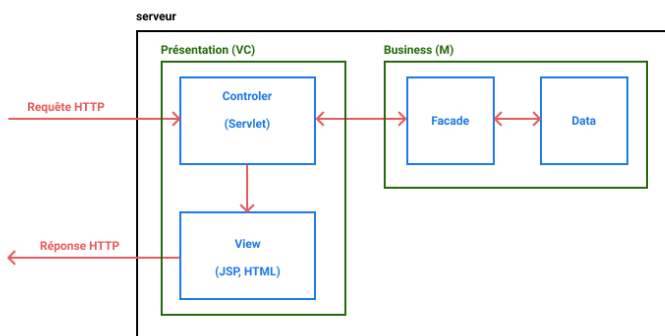 serveur
Présentation (VC)
Business (M)
Controler
(Servlet)
Requête HTTP
Facade
Data
View
(JSP, HTML)
Réponse HTTP